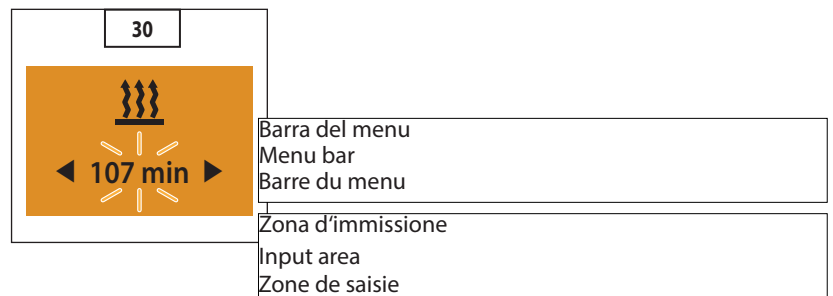 30
107 min
Barra del menu
Menu bar
Barre du menu
Zona d'immissione
Input area
Zone de saisie